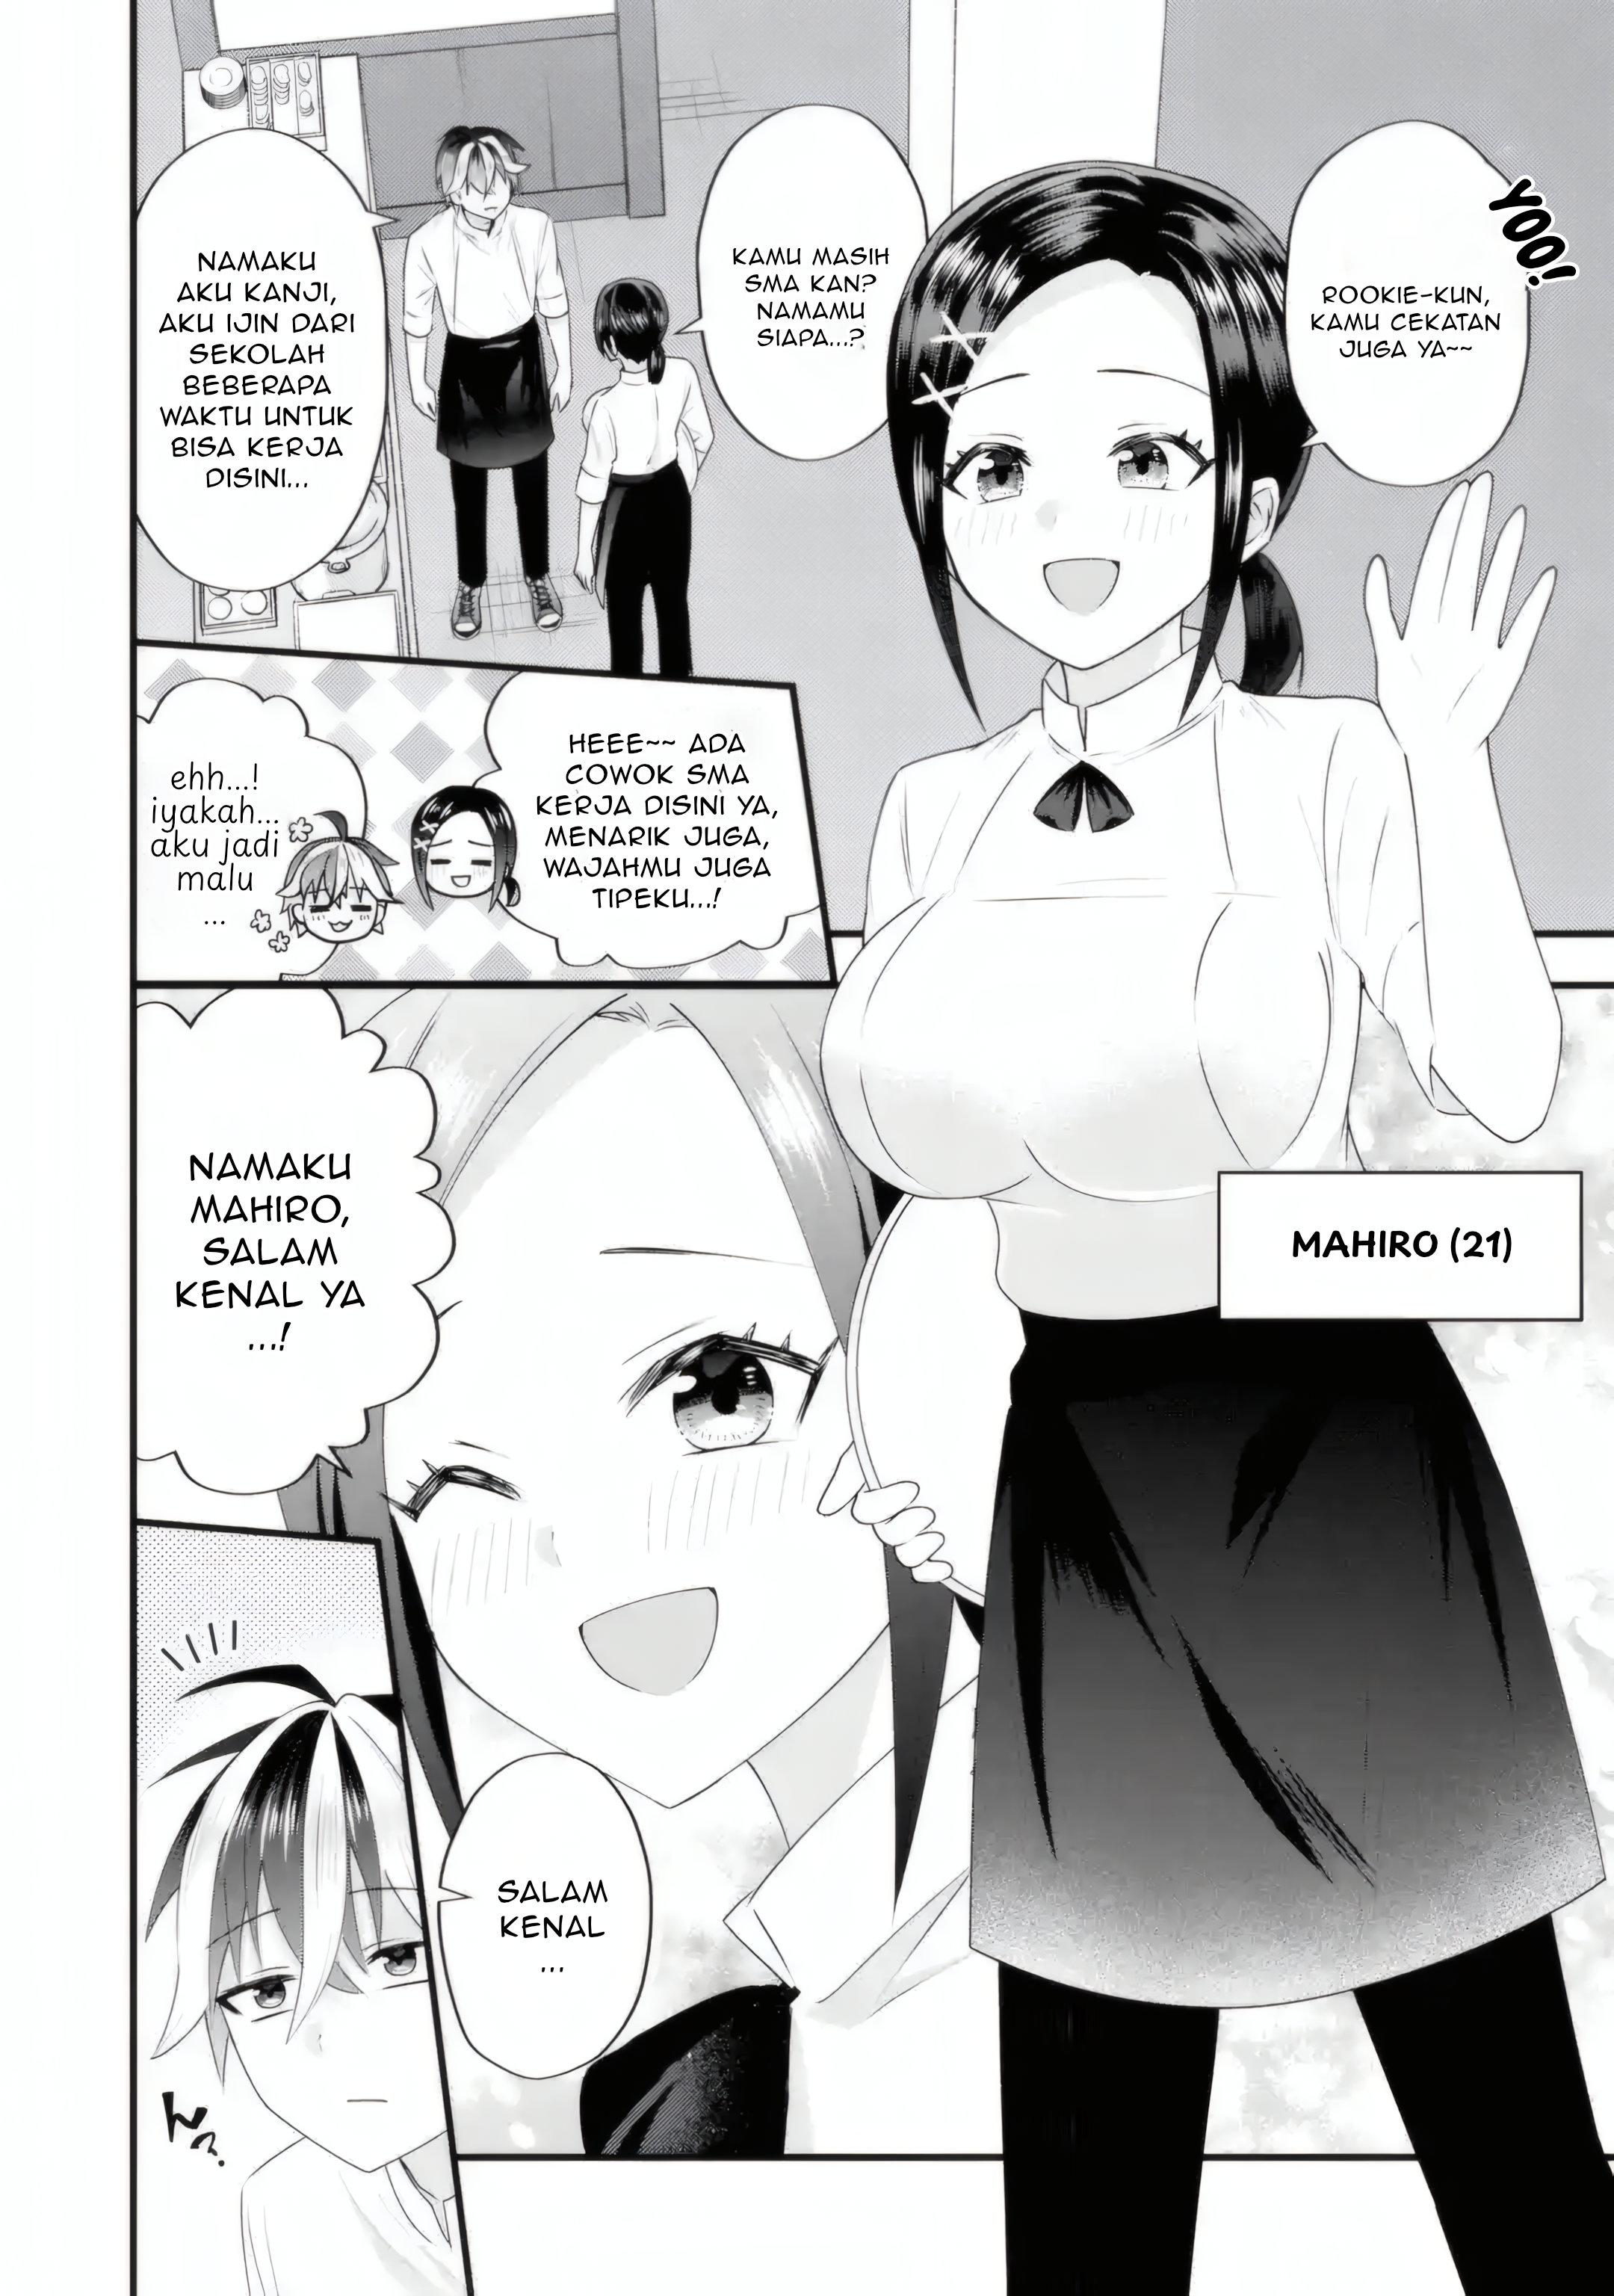 YOO!
ROOKIE-KUN,
KAMU CEKATAN
JUGA YA~~
KAMU MASIH
SMA KAN?
NAMAMU
SIAPA...?
NAMAKU
AKU KANJI,
AKU IJIN DARI
SEKOLAH
BEBERAPA
WAKTU UNTUK
BISA KERJA
DISINI...
HEEE~~ ADA
COWOK SMA
KERJA DISINI YA,
MENARIK JUGA,
WAJAHMU JUGA
TIPEKU...!
ehh...!
iyakah...
aku jadi
malu
...
MAHIRO (21)
NAMAKU
MAHIRO,
SALAM
KENAL YA
...!
SALAM
KENAL
...
ん?